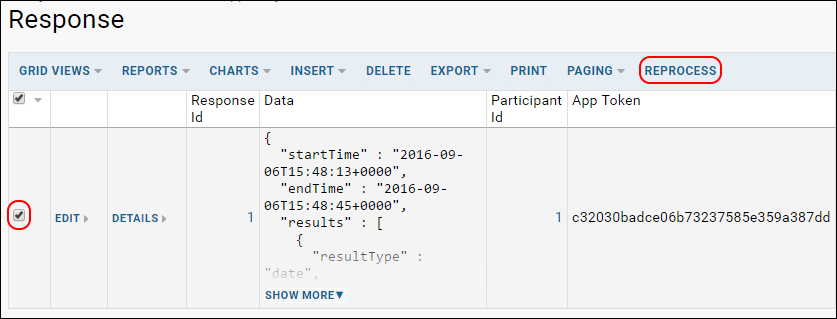 Response
GRID VIEWS REPORTS CHARTS INSERT DELETE EXPORT PRINT PAGING REPROCESS
Response Id Data Participant Id App Token
{
"startTime" : "2016-09-
06T15:48:13+0000",
"endTime" : "2016-09-
06T15:48:45+0000",
EDIT DETAILS 1 "results" : [ 1 c32030badce06b73237585e359a387dd
{
"resultType" :
"date",
SHOW MORE▼